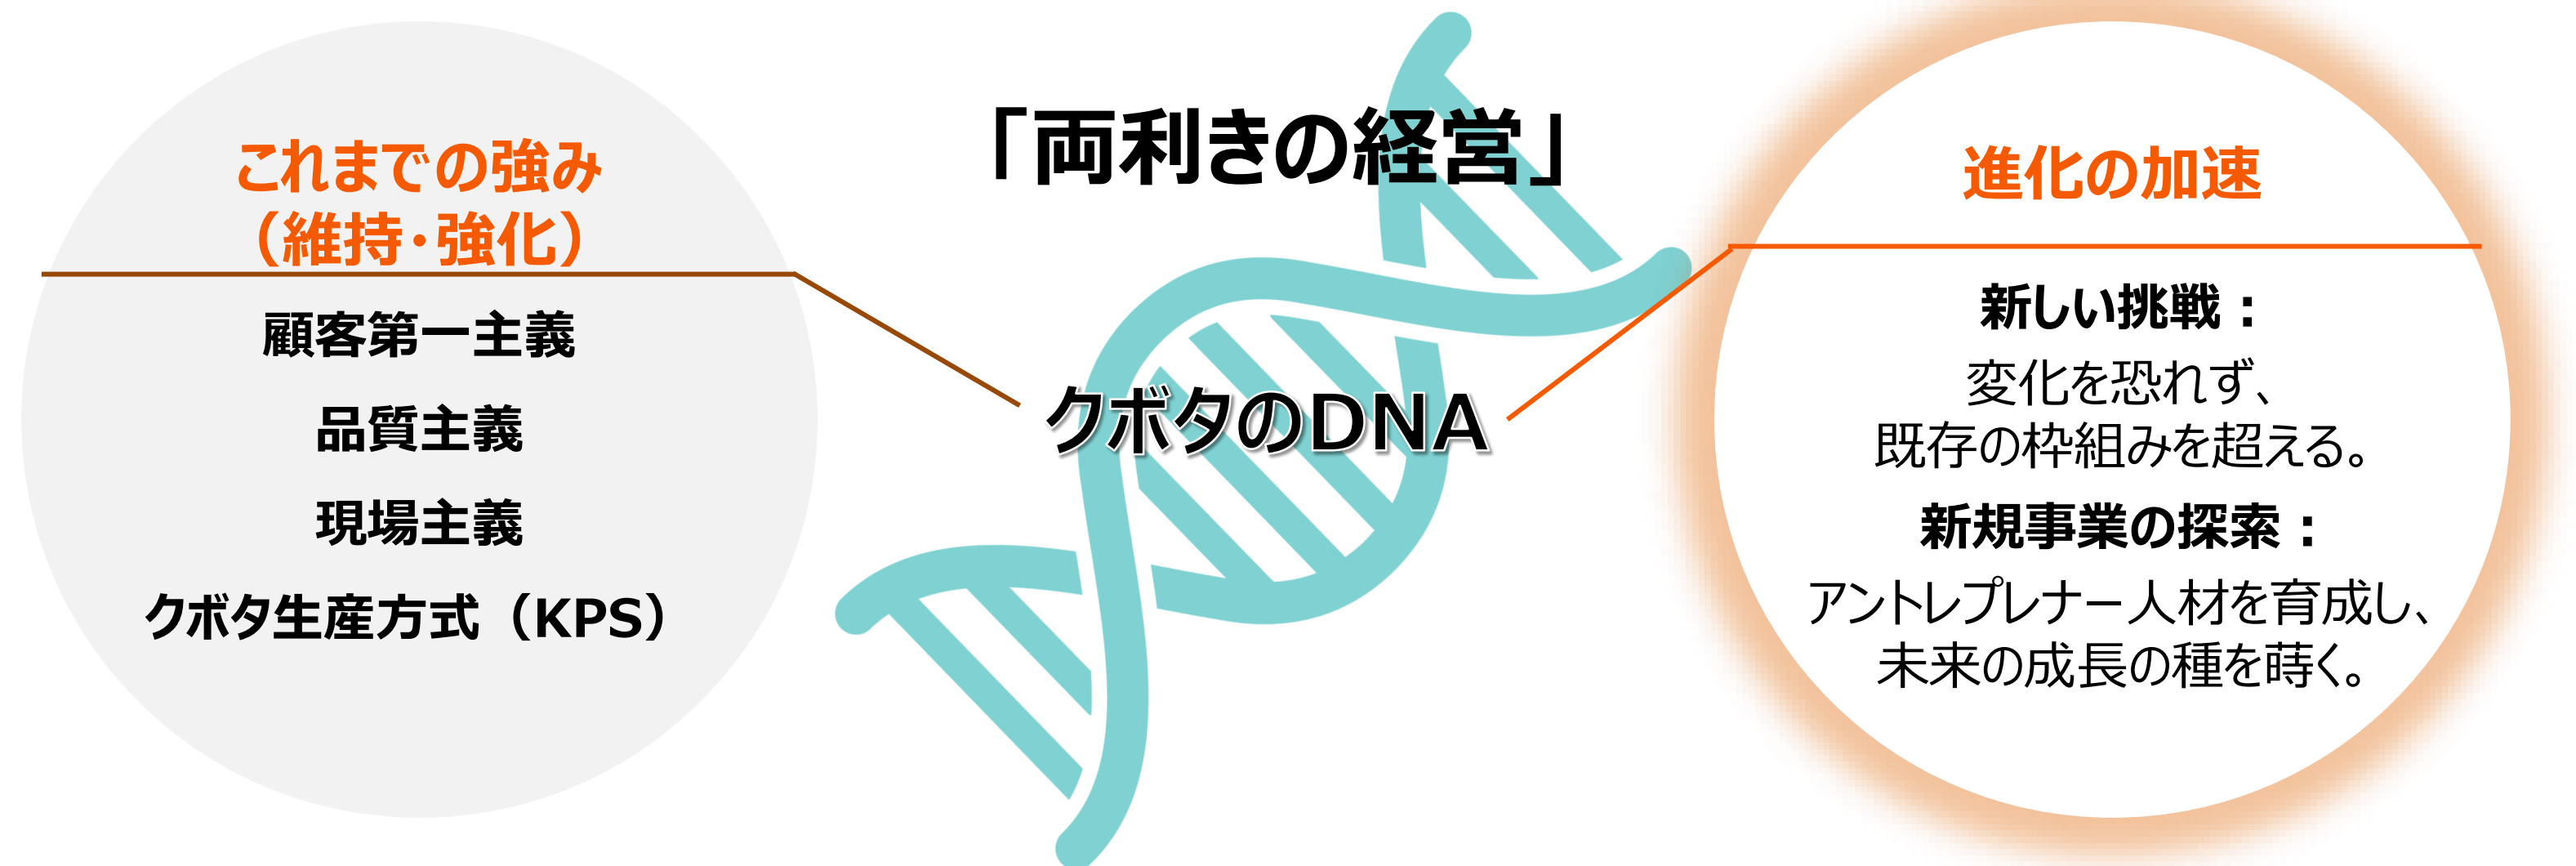 これまでの強み
（維持・強化）
顧客第一主義
品質主義
現場主義
クボタ生産方式（KPS）
「両利きの経営」
クボタのDNA
進化の加速
新しい挑戦：
変化を恐れず、
既存の枠組みを超える。
新規事業の探索：
アントレプレナー人材を育成し、
未来の成長の種を蒔く。